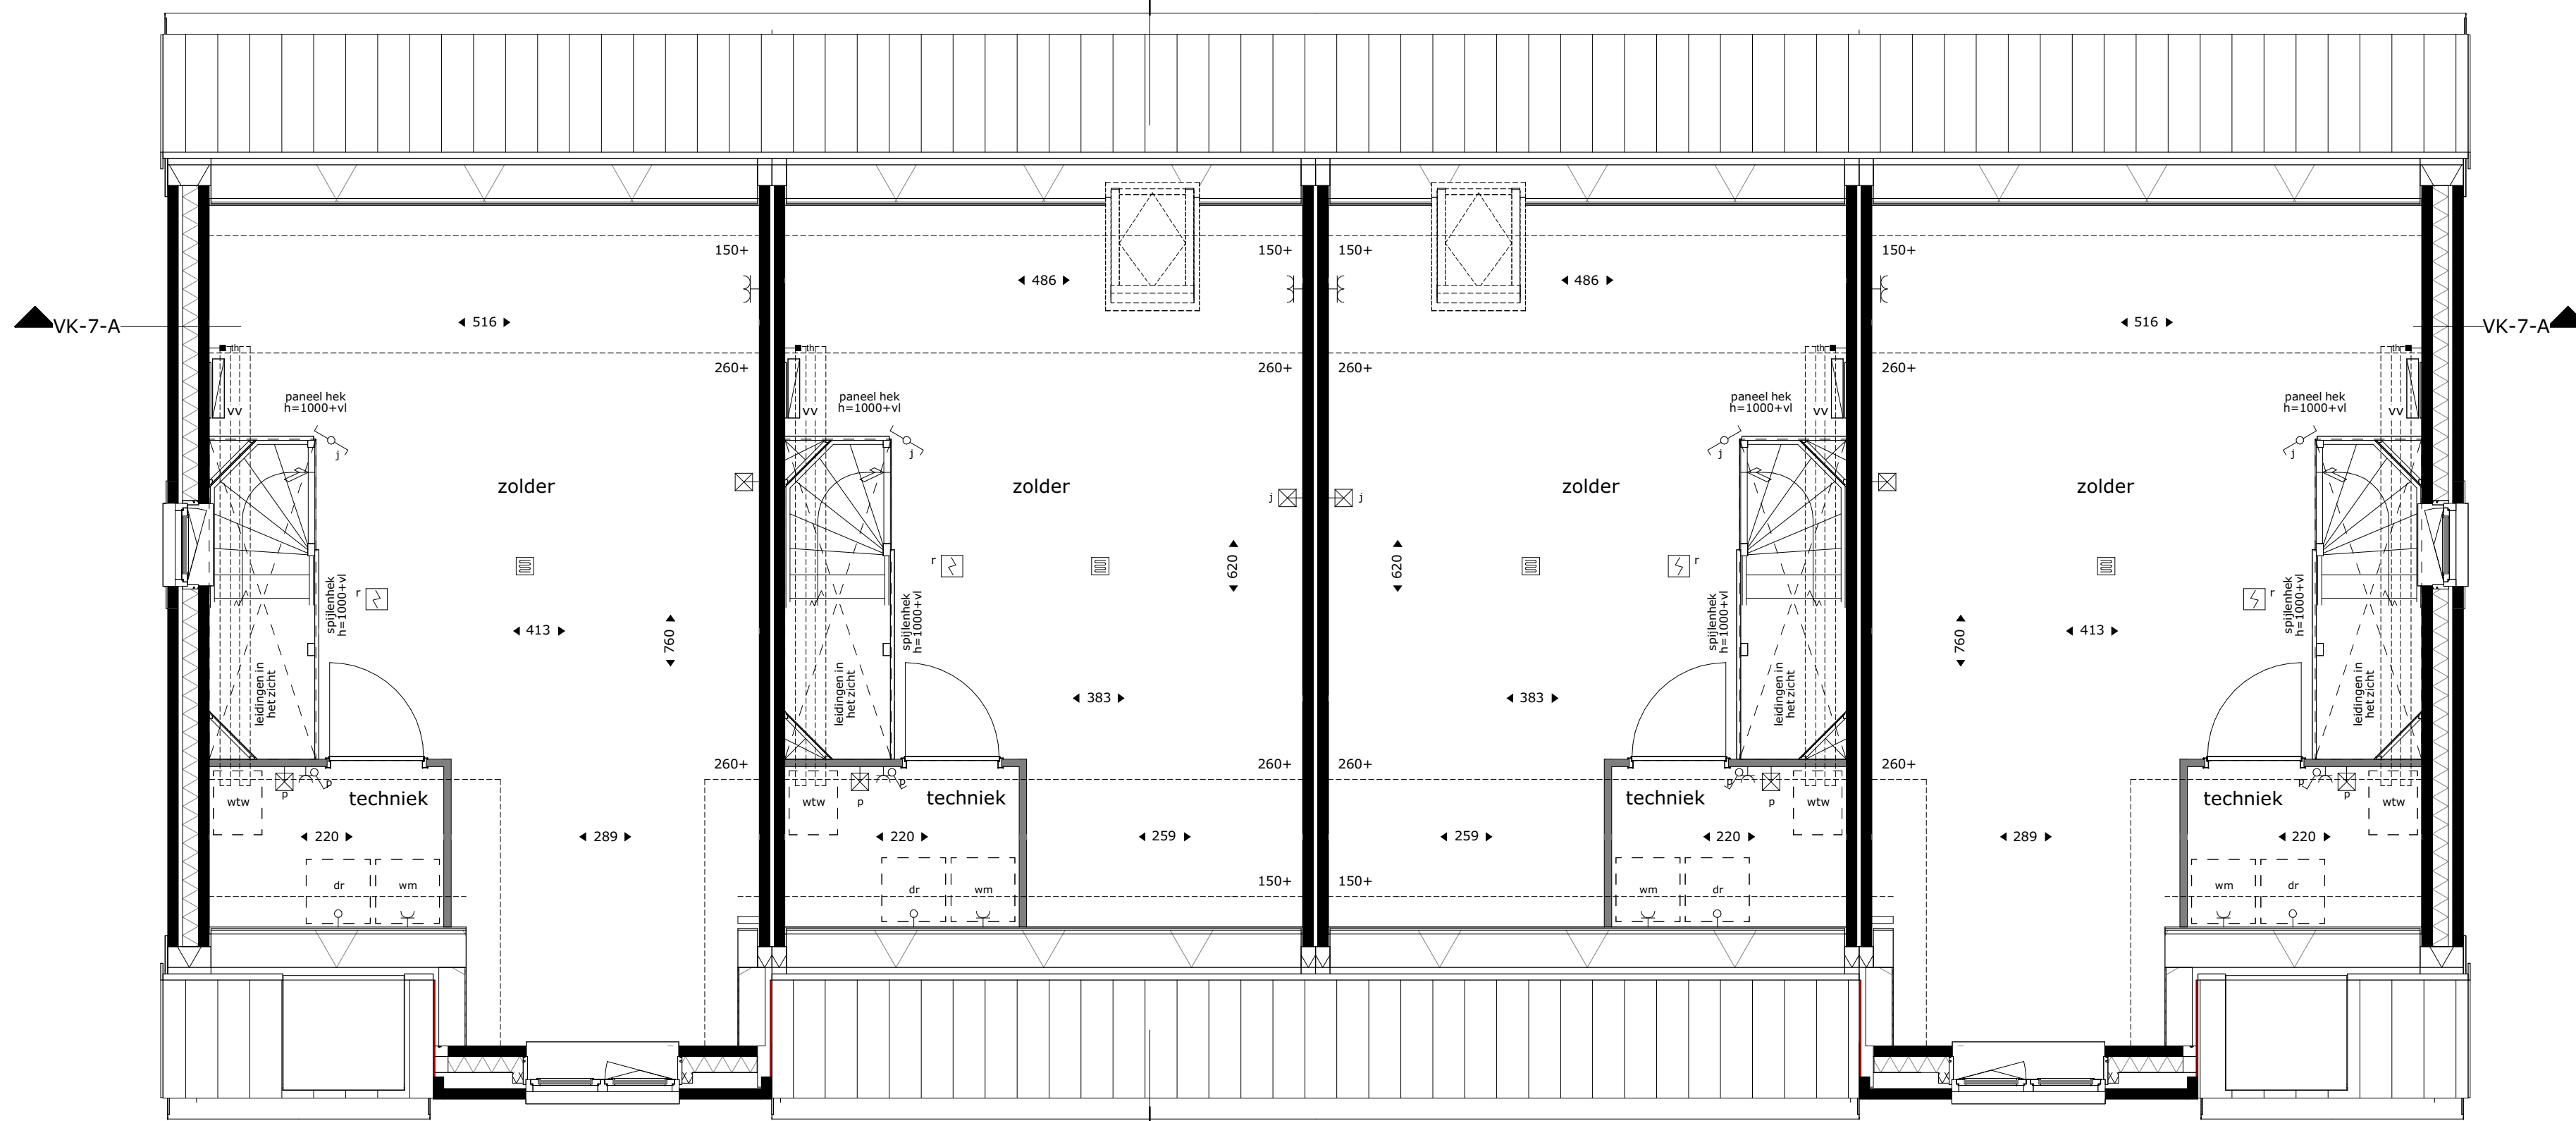 150+ 150+ 150+ 150+
486 486
516 516
VK-7-A VK-7-A
th th th th
260+ 260+ 260+ 260+
paneel hek
h=1000+vl
paneel hek
h=1000+vl
paneel hek
h=1000+vl
paneel hek
h=1000+vl
vv vv vv vv
j j j j
zolder zolder zolder zolder
j j
r r r r
620 620
spijlenhek
h=1000+vl
spijlenhek
h=1000+vl
spijlenhek
h=1000+vl
spijlenhek
h=1000+vl
413 413
760 760
leidingen in
het zicht
leidingen in
het zicht
leidingen in
het zicht
leidingen in
het zicht
383 383
260+ 260+ 260+ 260+
p p p p p p p p
wtw techniek wtw techniek techniek wtw techniek wtw
220 289 220 259 259 220 289 220
150+ 150+
dr wm dr wm wm dr wm dr